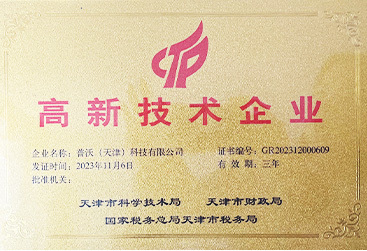 高新技术企业
企业名称：普沃（天津）科技有限公司 证书编号：GR202312000609
发证时间：2023年11月6日 有 效 期：三年
批准机关：
天津市科学技术局 天津市财政局
国家税务总局天津市税务局